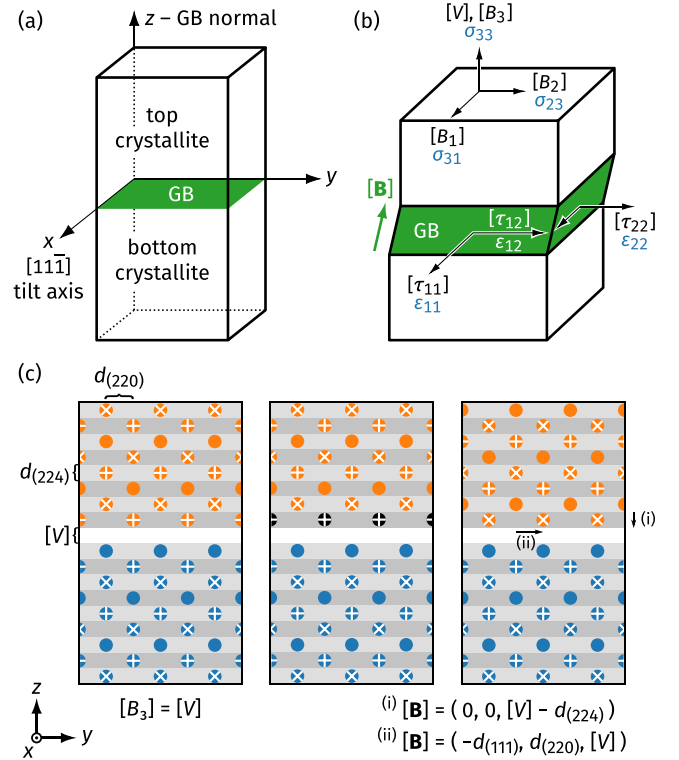 (a)
z – GB normal
top
crystallite
y
GB
x
[111̅]
tilt axis
bottom
crystallite
(b)
[V], [B₃]
σ₃₃
[B₂]
σ₂₃
[B₁]
σ₃₁
[B]
GB
[τ₁₂]
ε₁₂
[τ₂₂]
ε₂₂
[τ₁₁]
ε₁₁
(c)
d₍₂₂₀₎
d₍₂₂₄₎
[V]
(i)
(ii)
z
y
x
[B₃] = [V]
(i) [B] = ( 0, 0, [V] – d₍₂₂₄₎ )
(ii) [B] = ( -d₍₁₁₁₎, d₍₂₂₀₎, [V] )